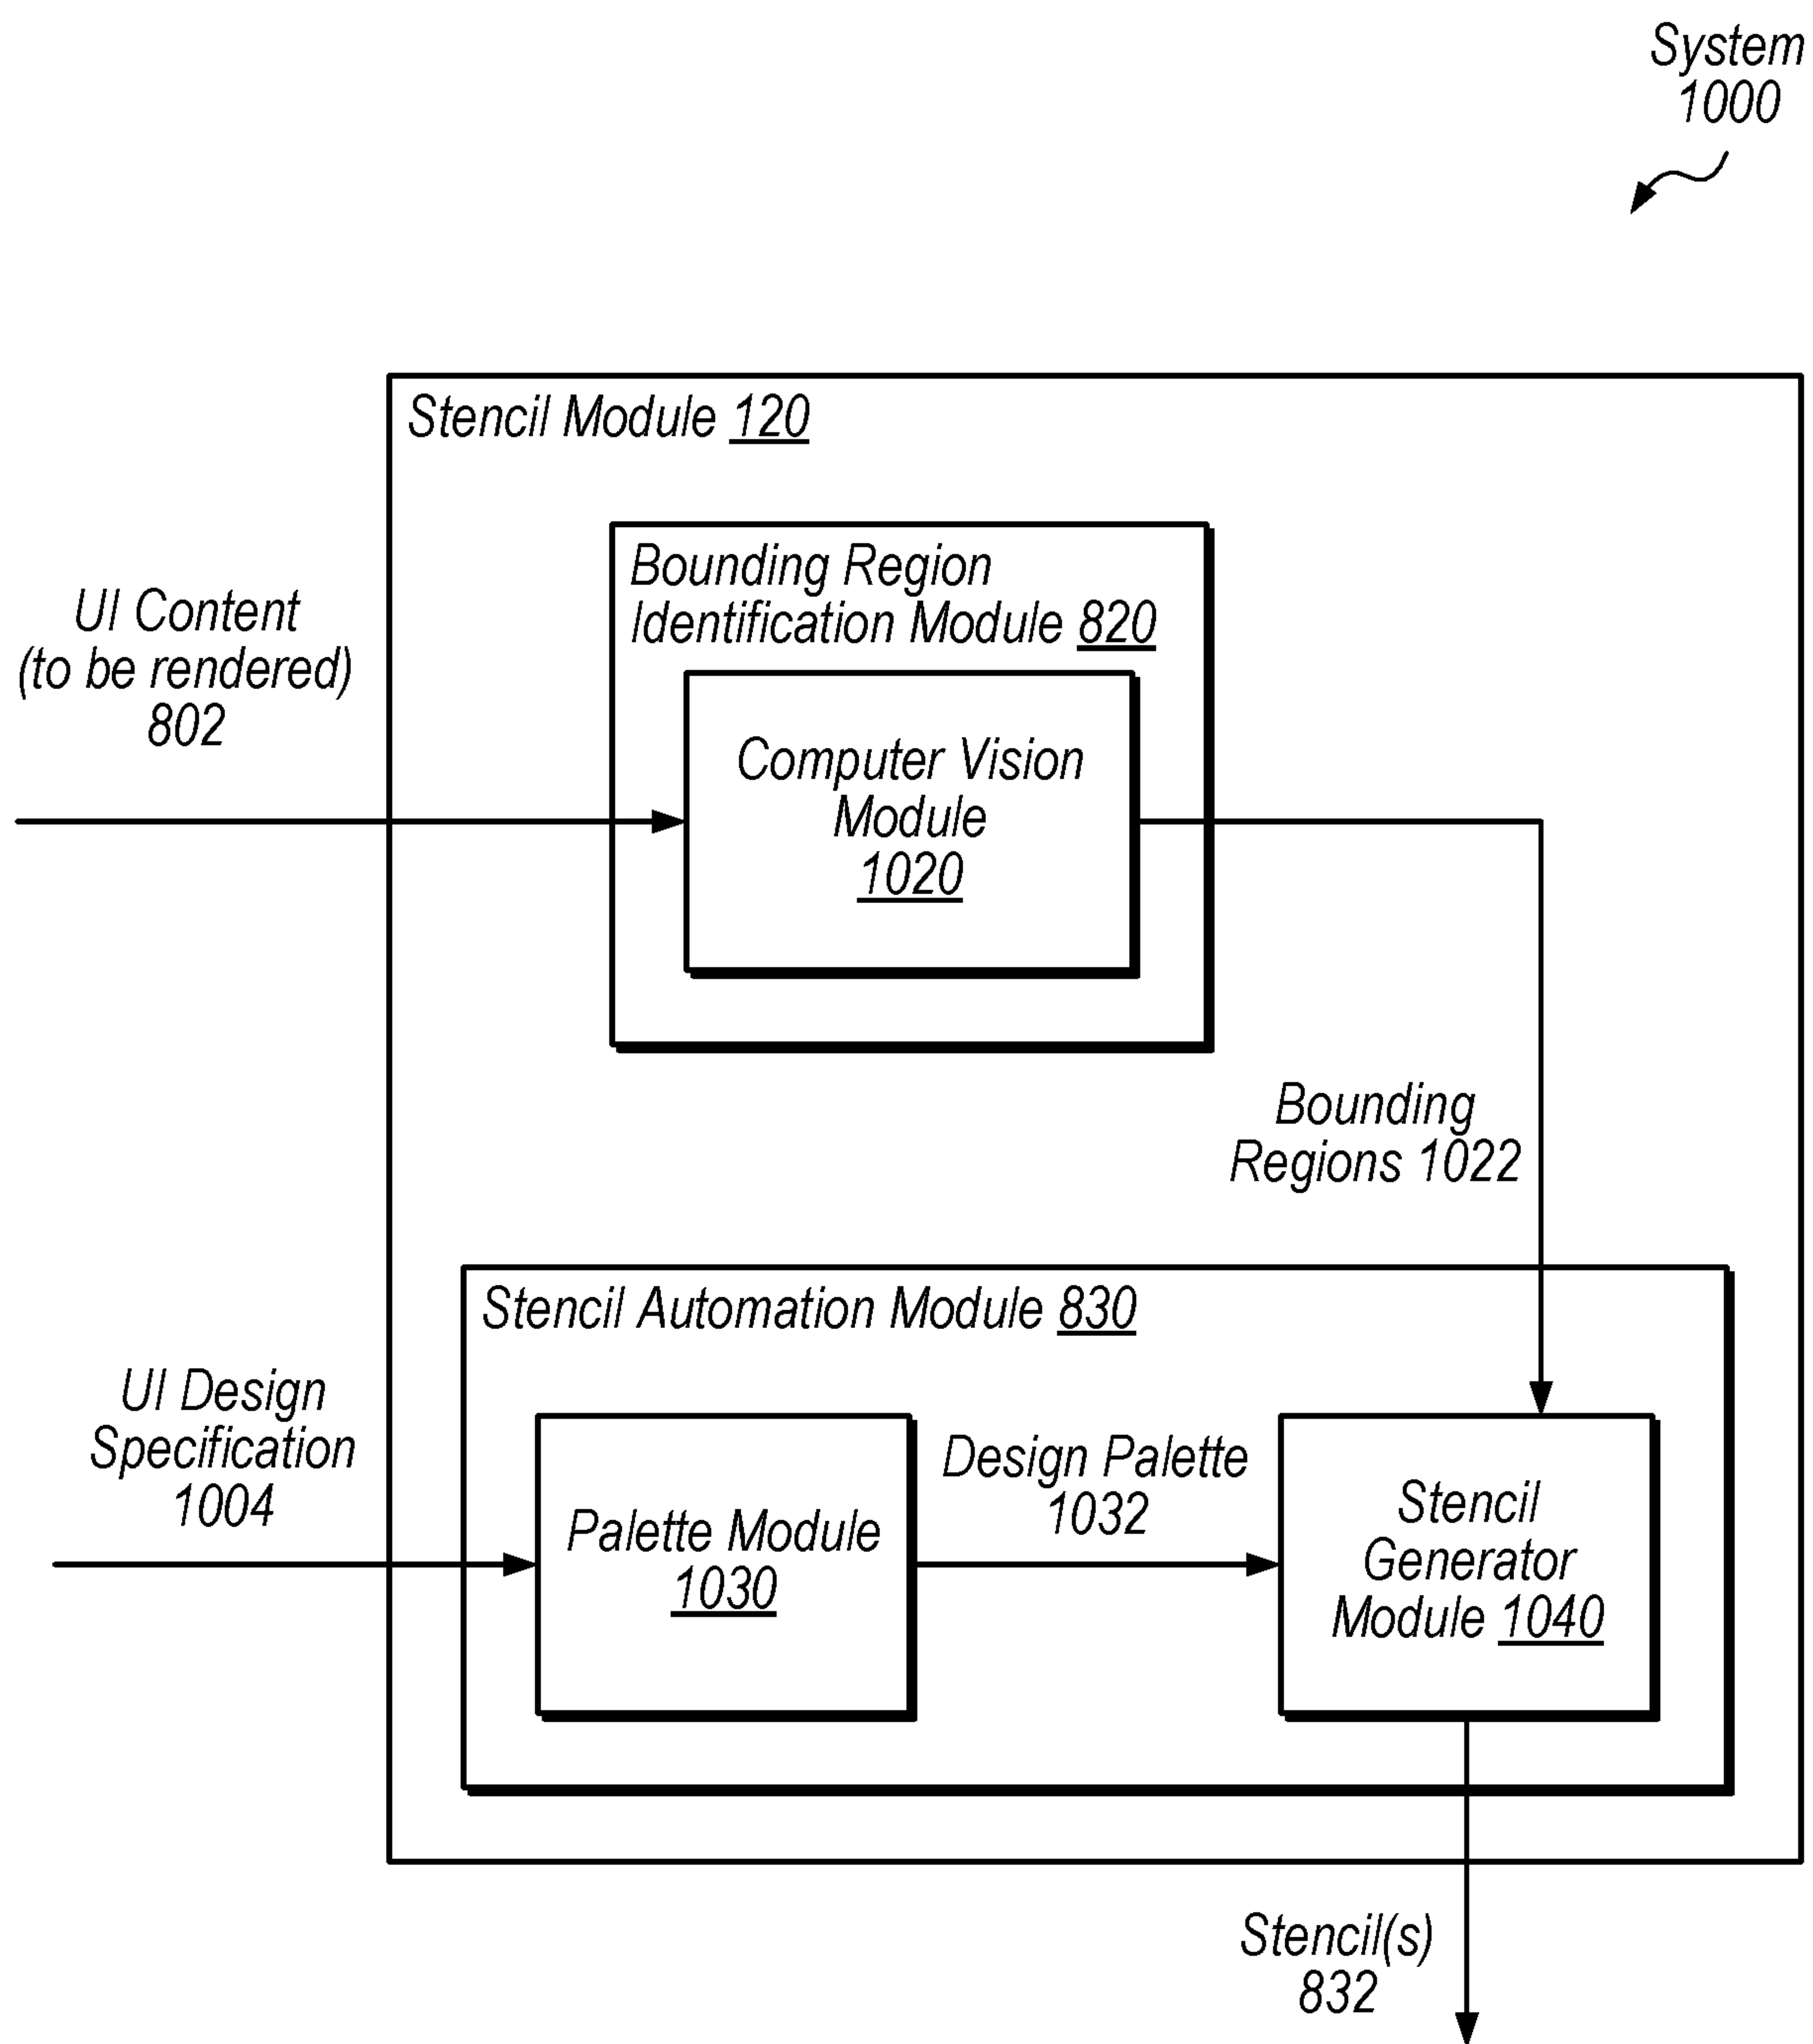 System
1000
Stencil Module 120
Bounding Region
Identification Module 820
UI Content
(to be rendered)
802
Computer Vision
Module
1020
Bounding
Regions 1022
Stencil Automation Module 830
UI Design
Specification
1004
Palette Module
1030
Design Palette
1032
Stencil
Generator
Module 1040
Stencil(s)
832